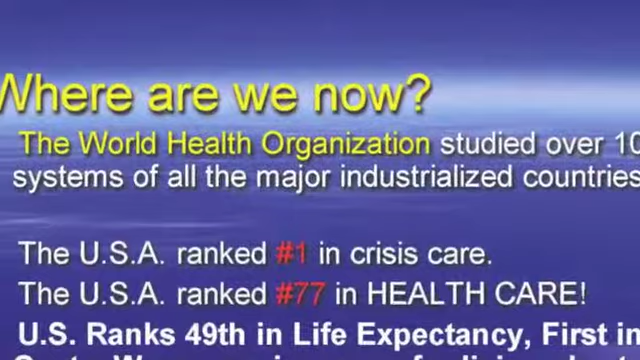 Where are we now?
The World Health Organization studied over
systems of all the major industrialized countries
The U.S.A. ranked #1 in crisis care.
The U.S.A. ranked #77 in HEALTH CARE!
U.S. Ranks 49th in Life Expectancy, First in